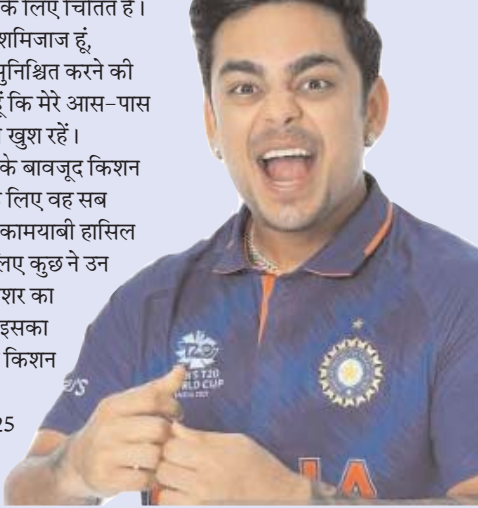 के लिए चिंतित हैं।
शमिजाज हूं,
सुनिश्चित करने की
हूं कि मेरे आस-पास
खुश रहें।
के बावजूद किशन
लिए वह सब
कामयाबी हासिल
लिए कुछ ने उन
शर का
इसका
किशन
25
T20
WORLD CUP